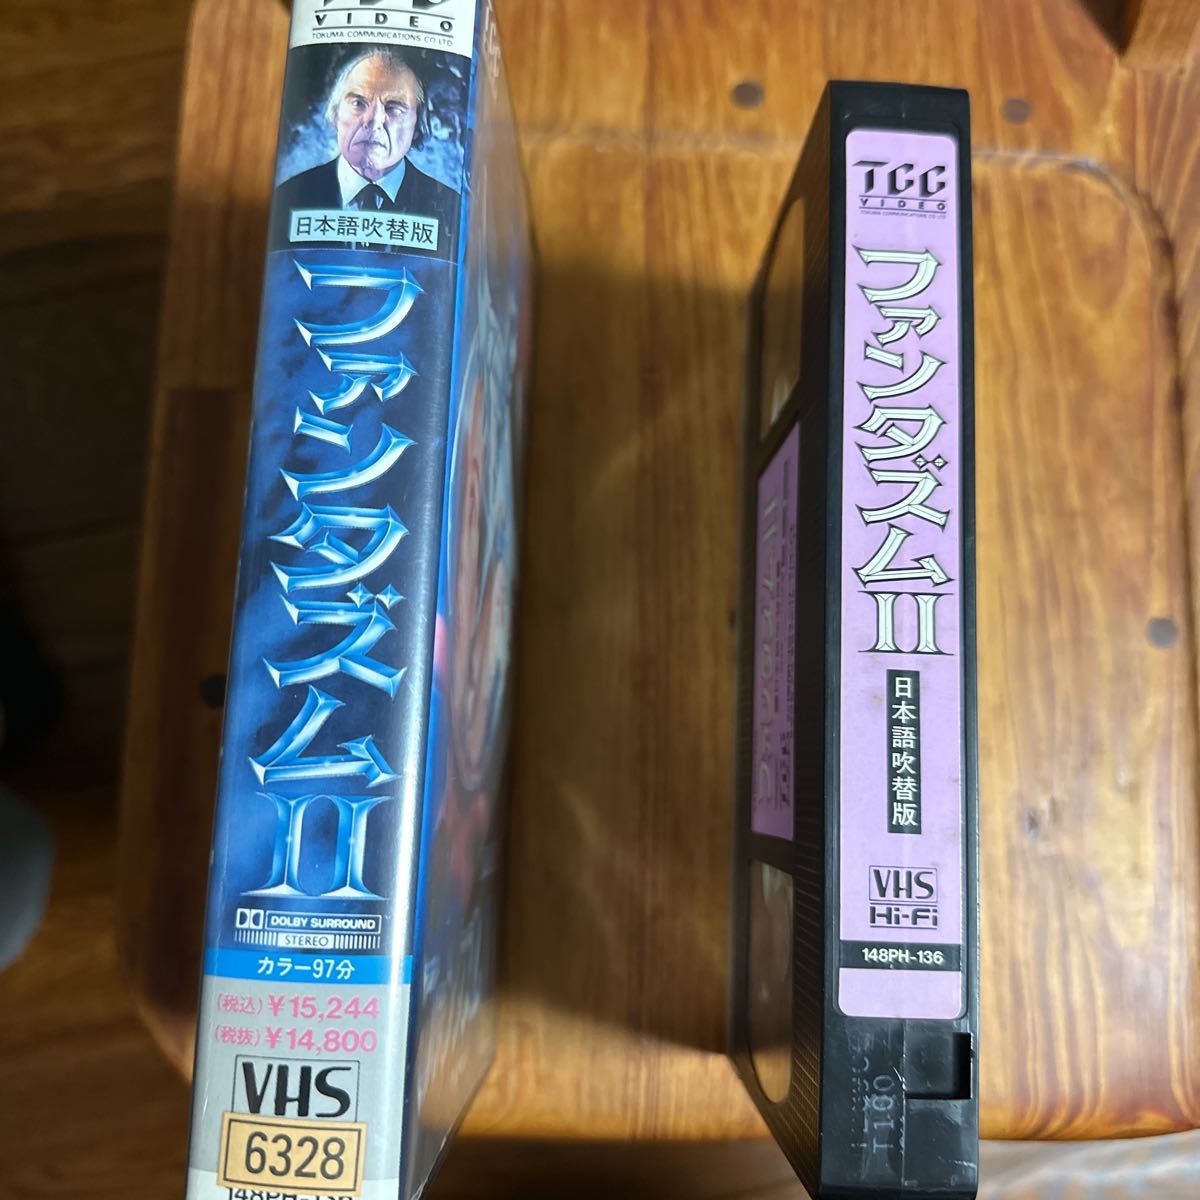 VIDEO
TOKUMA COMMUNICATIONS CO LTD
日本語吹替版
ファンタズムII
DOLBY SURROUND
STEREO
カラー97分
(税込)¥15,244
(税抜)¥14,800
VHS
6328
148PH-136
TCC
VIDEO
TOKUMA COMMUNICATIONS CO LTD
ファンタズムII
日本語吹替版
VHS
Hi-Fi
148PH-136
T100